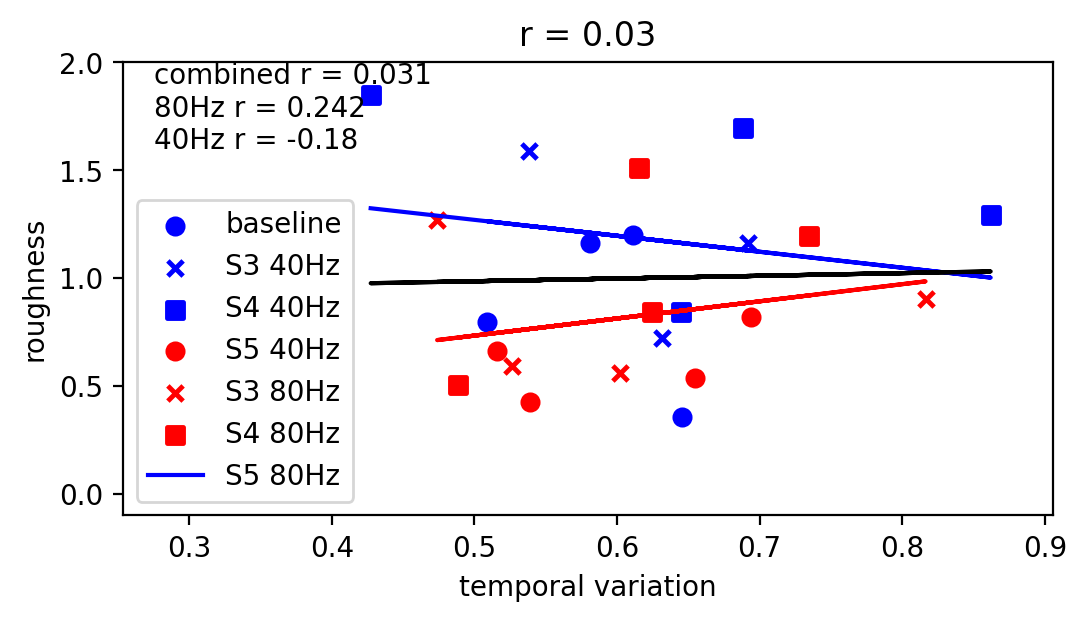 r = 0.03
combined r = 0.031
80Hz r = 0.242
40Hz r = -0.18
baseline
S3 40Hz
S4 40Hz
S5 40Hz
S3 80Hz
S4 80Hz
S5 80Hz
roughness
2.0
1.5
1.0
0.5
0.0
0.3 0.4 0.5 0.6 0.7 0.8 0.9
temporal variation